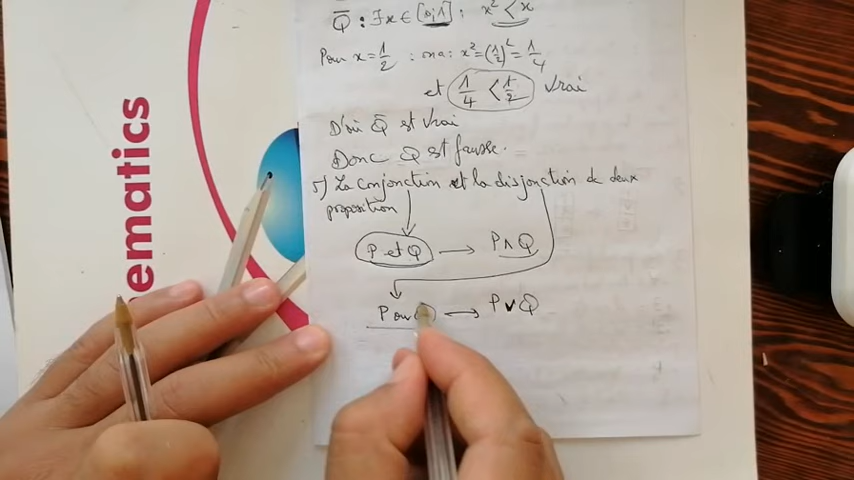 Q̅ : ∃x ∈ [0;1] ; x² < x
Pour x = 1/2 : on a : x² = (1/2)² = 1/4
et 1/4 < 1/2 vrai
D'où Q̅ est vrai
Donc Q est fausse.
5) La conjonction et la disjonction de deux
proposition
P et Q → P ∧ Q
P ou Q → P ∨ Q
ematics